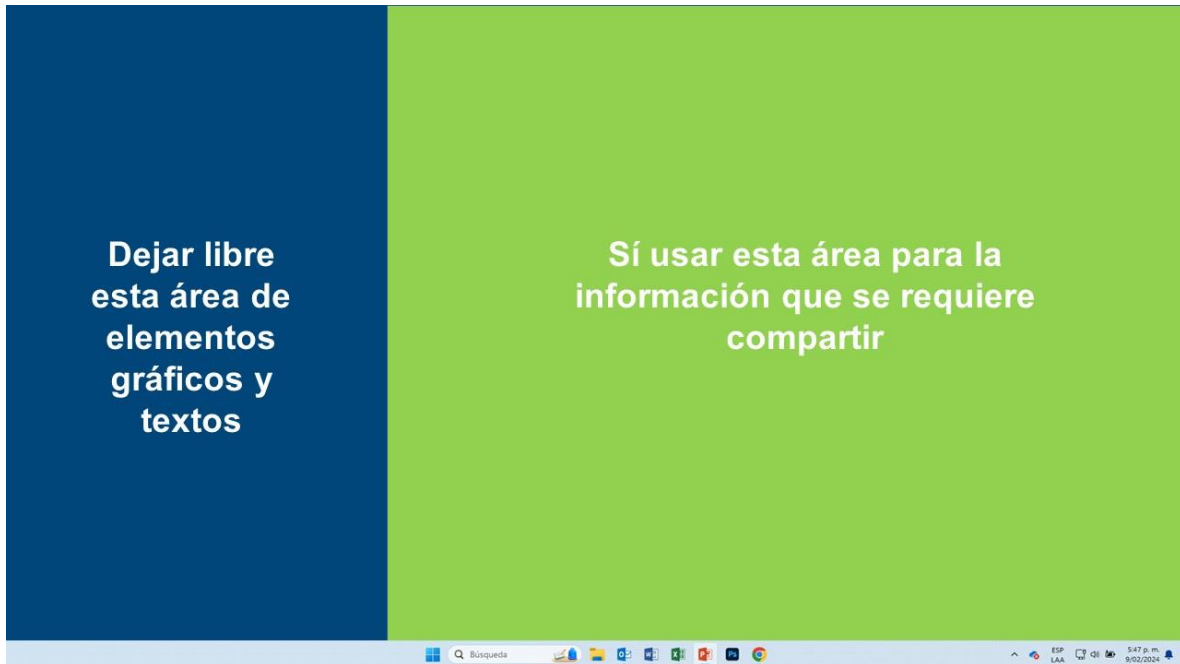 Dejar libre
esta área de
elementos
gráficos y
textos
Sí usar esta área para la
información que se requiere
compartir
Búsqueda
ESP
LAA
5:47 p. m.
9/02/2024